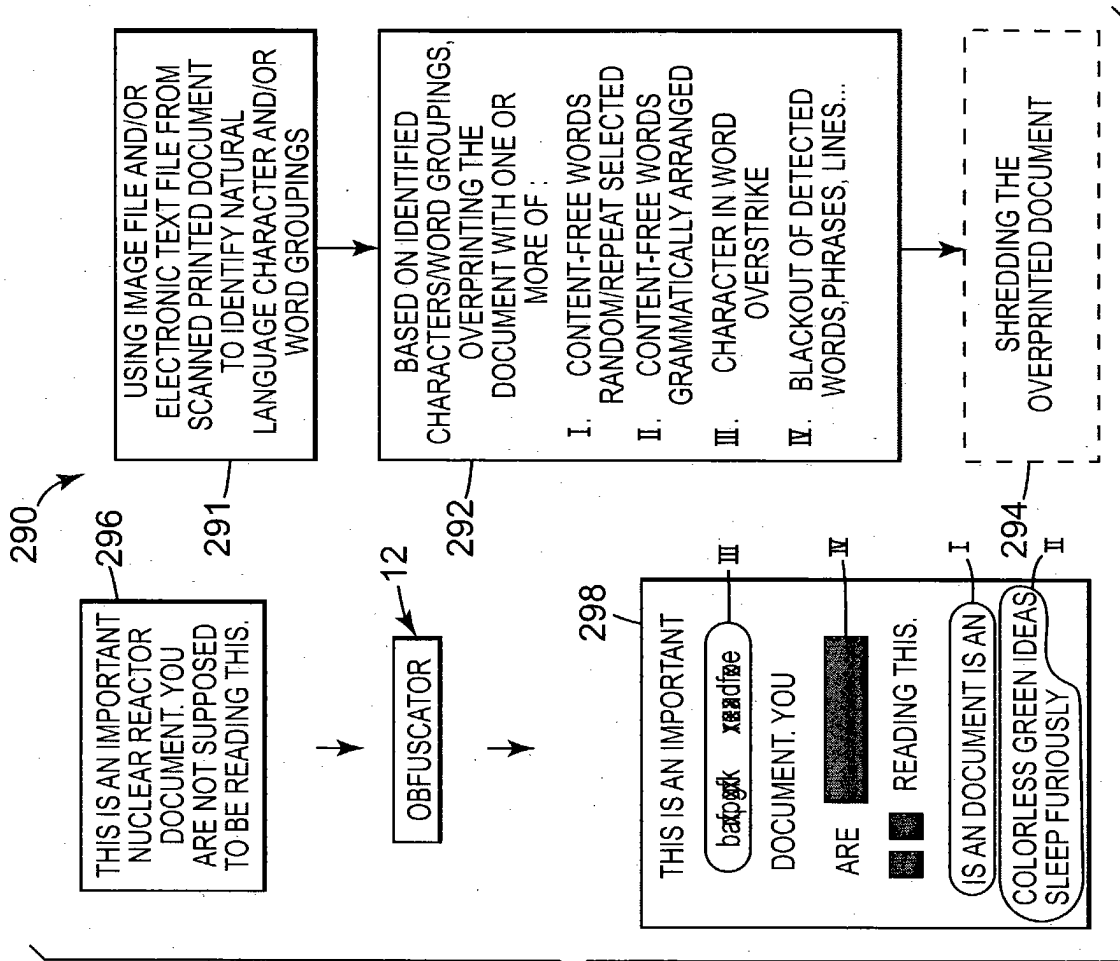 290
296
THIS IS AN IMPORTANT
NUCLEAR REACTOR
DOCUMENT. YOU
ARE NOT SUPPOSED
TO BE READING THIS.
12
OBFUSCATOR
298
THIS IS AN IMPORTANT
III
DOCUMENT. YOU
IV
ARE
READING THIS.
I
IS AN DOCUMENT IS AN
II
COLORLESS GREEN IDEAS
SLEEP FURIOUSLY
291
USING IMAGE FILE AND/OR
ELECTRONIC TEXT FILE FROM
SCANNED PRINTED DOCUMENT
TO IDENTIFY NATURAL
LANGUAGE CHARACTER AND/OR
WORD GROUPINGS
292
BASED ON IDENTIFIED
CHARACTERS/WORD GROUPINGS,
OVERPRINTING THE
DOCUMENT WITH ONE OR
MORE OF :
I. CONTENT-FREE WORDS
RANDOM/REPEAT SELECTED
II. CONTENT-FREE WORDS
GRAMMATICALLY ARRANGED
III. CHARACTER IN WORD
OVERSTRIKE
IV. BLACKOUT OF DETECTED
WORDS,PHRASES, LINES...
294
SHREDDING THE
OVERPRINTED DOCUMENT